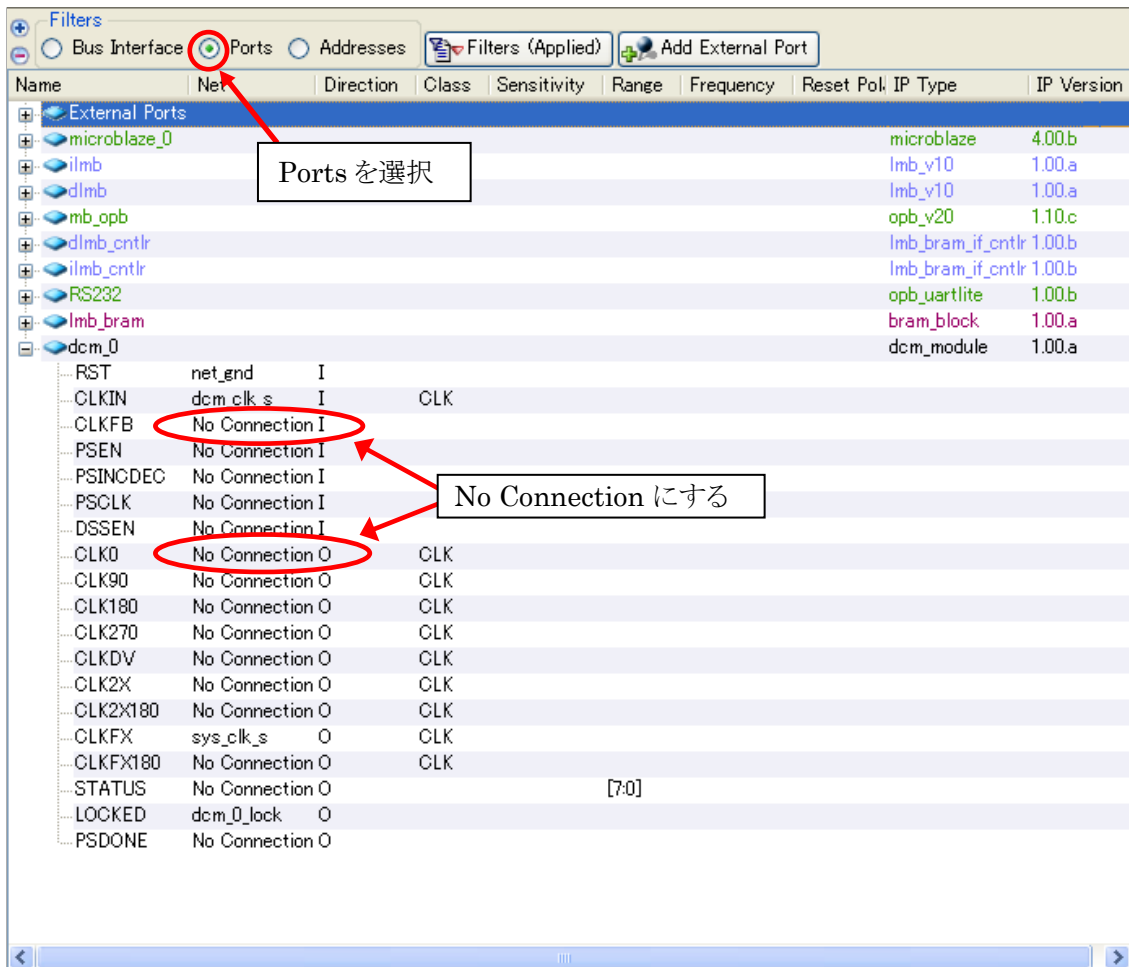 Filters
Bus Interface Ports Addresses Filters (Applied) Add External Port
Name Net Direction Class Sensitivity Range Frequency Reset Pol. IP Type IP Version
External Ports
microblaze_0 microblaze 4.00.b
Ports を選択
ilmb lmb_v10 1.00.a
dlmb lmb_v10 1.00.a
mb_opb opb_v20 1.10.c
dlmb_cntlr lmb_bram_if_cntlr 1.00.b
ilmb_cntlr lmb_bram_if_cntlr 1.00.b
RS232 opb_uartlite 1.00.b
lmb_bram bram_block 1.00.a
dcm_0 dcm_module 1.00.a
RST net_gnd I
CLKIN dcm_clk_s I CLK
CLKFB No Connection I
PSEN No Connection I
PSINCDEC No Connection I
No Connection にする
PSCLK No Connection I
DSSEN No Connection I
CLK0 No Connection O CLK
CLK90 No Connection O CLK
CLK180 No Connection O CLK
CLK270 No Connection O CLK
CLKDV No Connection O CLK
CLK2X No Connection O CLK
CLK2X180 No Connection O CLK
CLKFX sys_clk_s O CLK
CLKFX180 No Connection O CLK
STATUS No Connection O [7:0]
LOCKED dcm_0_lock O
PSDONE No Connection O